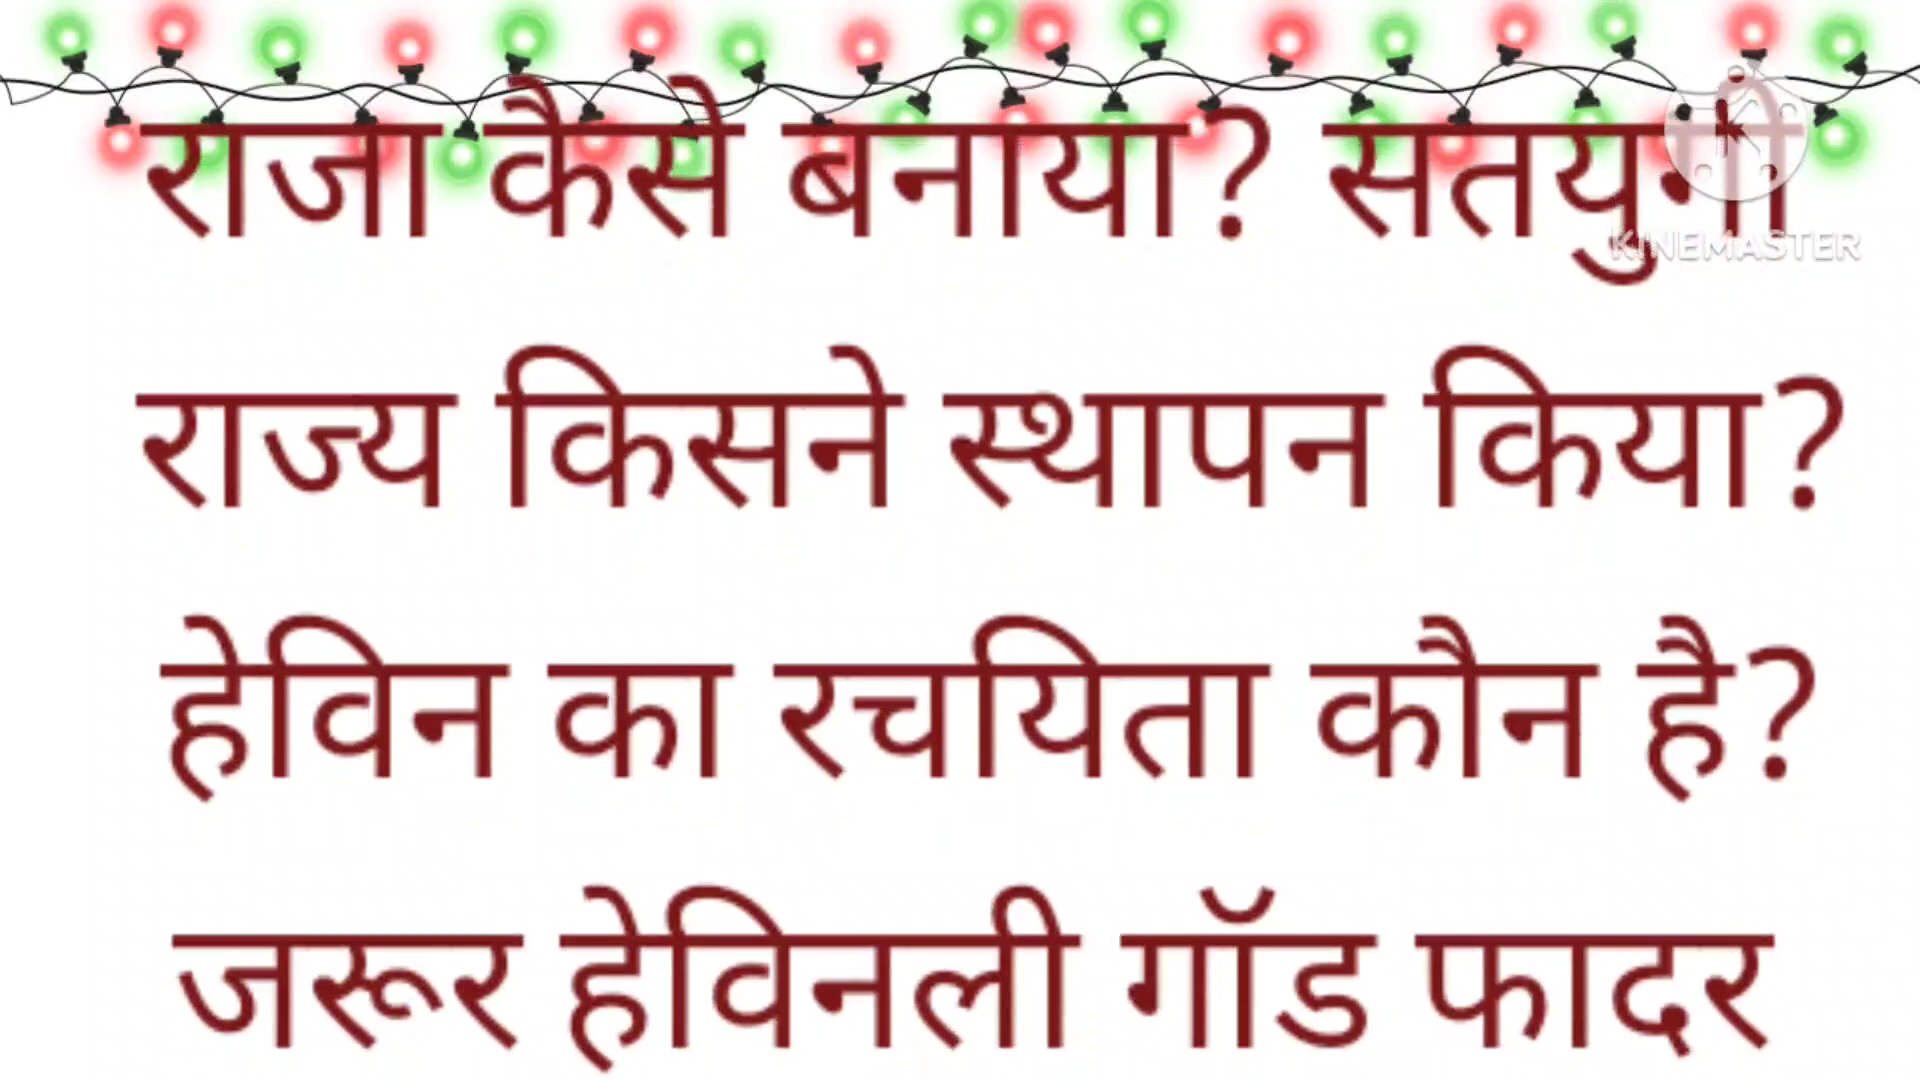 राजा कैसे बनाया? सतयुगी
KINEMASTER
राज्य किसने स्थापन किया?
हेविन का रचयिता कौन है?
जरूर हेविनली गॉड फादर